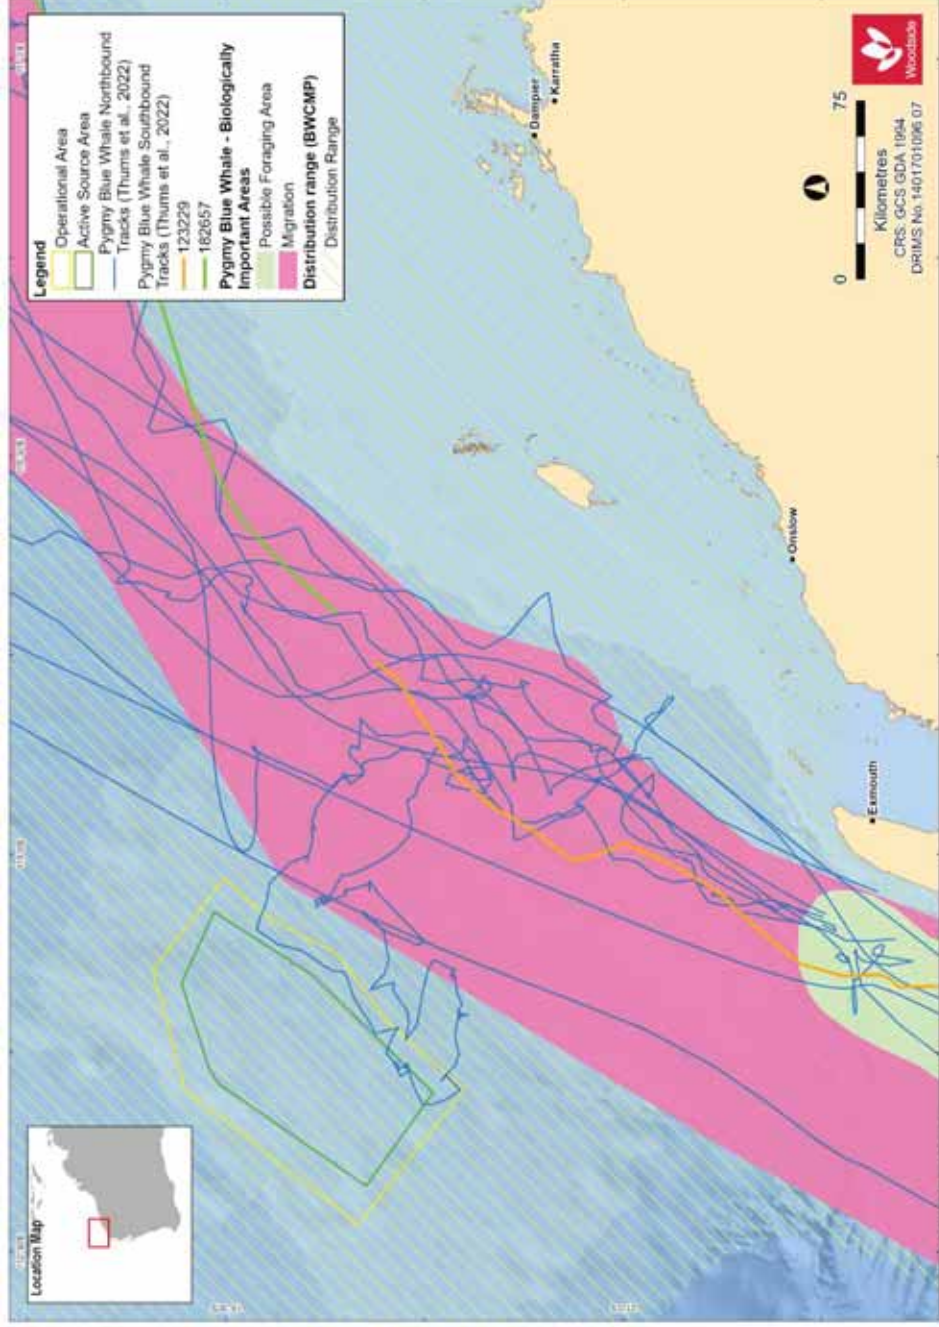 Legend
Operational Area
Active Source Area
Pygmy Blue Whale Northbound
Tracks (Thums et al., 2022)
Pygmy Blue Whale Southbound
Tracks (Thums et al., 2022)
123229
182657
Pygmy Blue Whale - Biologically
Important Areas
Possible Foraging Area
Migration
Distribution range (BWCMP)
Distribution Range
Dampier
Karratha
Onslow
Exmouth
Location Map
0 75
Kilometres
CRS: GCS GDA 1994
DRIMS No.1401701096.07
Woodside